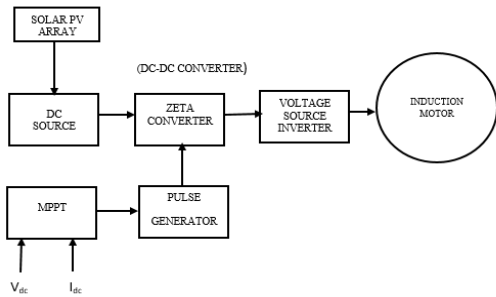 SOLAR PV
ARRAY
(DC-DC CONVERTER)
DC
SOURCE
ZETA
CONVERTER
VOLTAGE
SOURCE
INVERTER
INDUCTION
MOTOR
MPPT
PULSE
GENERATOR
Vdc
Idc